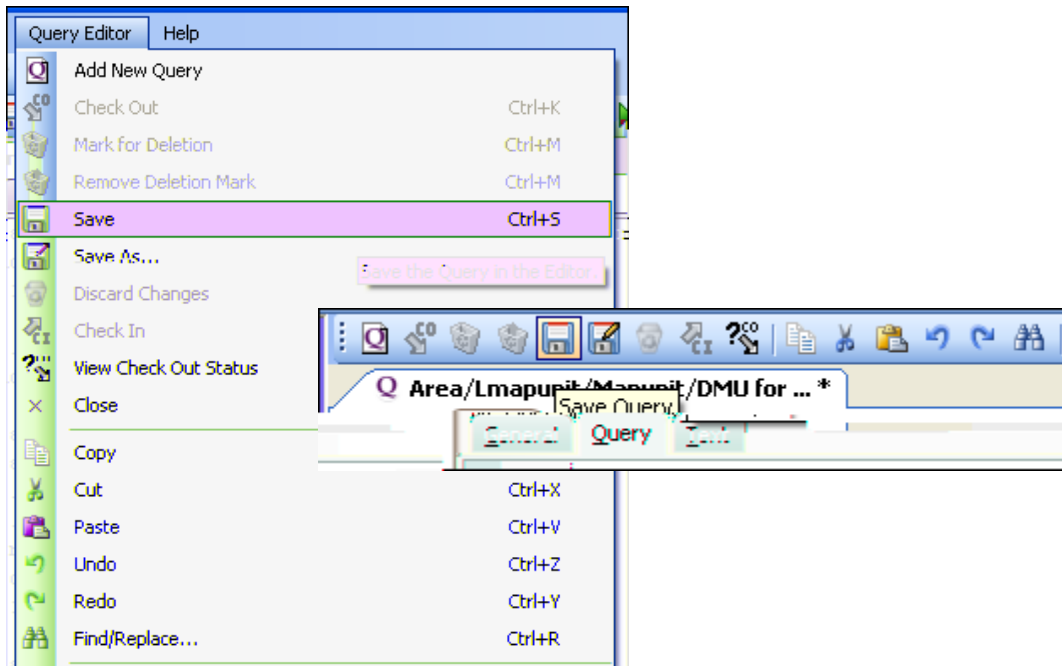 Query Editor Help
Add New Query
Check Out Ctrl+K
Mark for Deletion Ctrl+M
Remove Deletion Mark Ctrl+M
Save Ctrl+S
Save As...
Save the Query in the Editor.
Discard Changes
Check In
View Check Out Status
Close
Copy
Cut Ctrl+X
Paste Ctrl+V
Undo Ctrl+Z
Redo Ctrl+Y
Find/Replace... Ctrl+R
Q Area/Lmapunit/Mapunit/DMU for ... *
Save Query
General Query Text